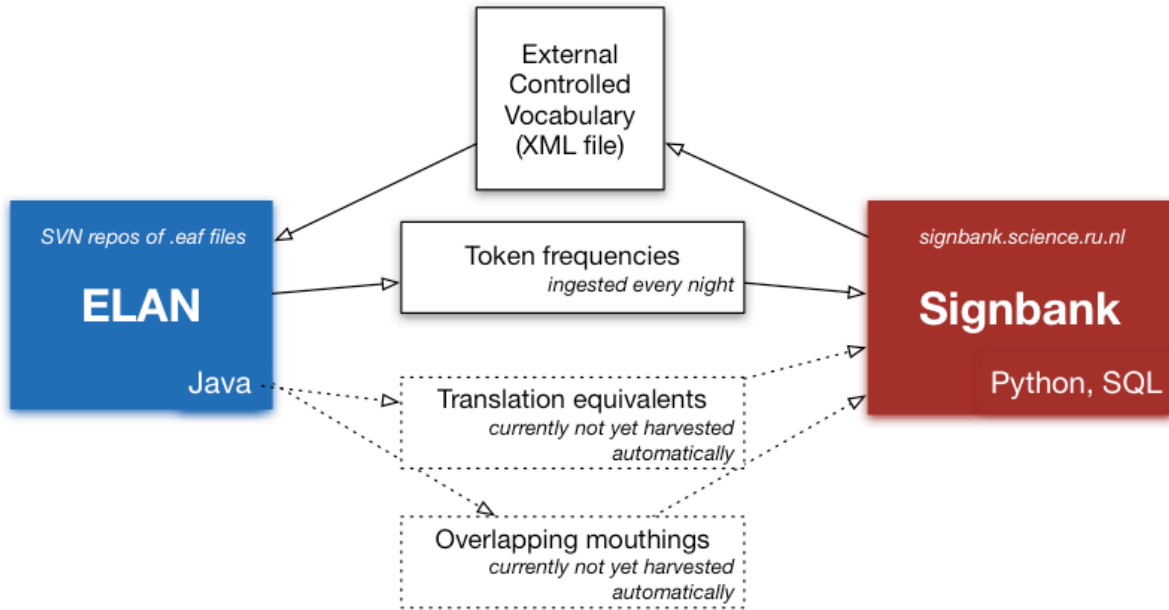 External
Controlled
Vocabulary
(XML file)
SVN repos of .eaf files
ELAN
Java
Token frequencies
ingested every night
signbank.science.ru.nl
Signbank
Python, SQL
Translation equivalents
currently not yet harvested
automatically
Overlapping mouthings
currently not yet harvested
automatically